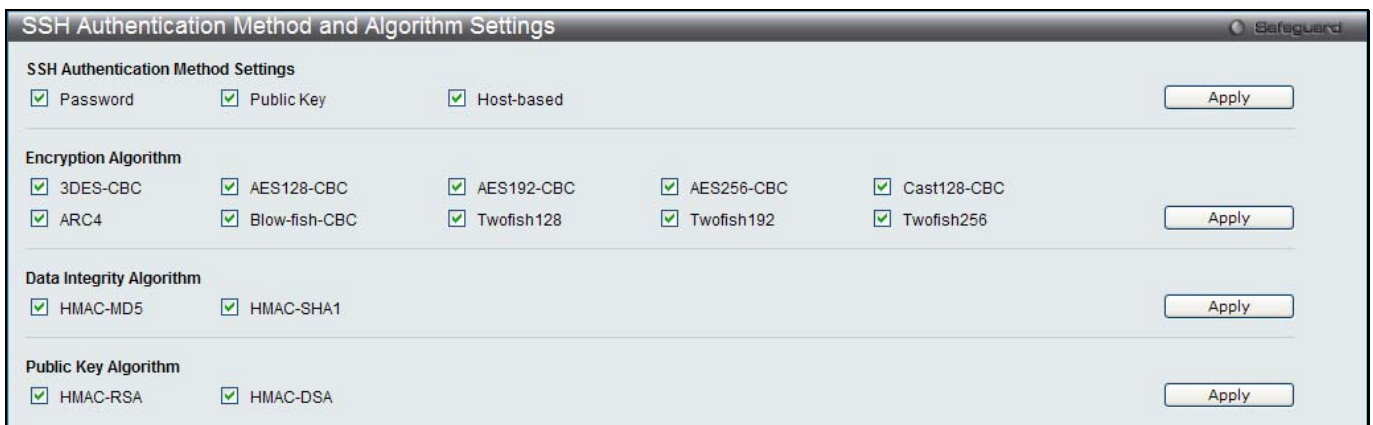 SSH Authentication Method and Algorithm Settings
Safeguard
SSH Authentication Method Settings
Password Public Key Host-based Apply
Encryption Algorithm
3DES-CBC AES128-CBC AES192-CBC AES256-CBC Cast128-CBC
ARC4 Blow-fish-CBC Twofish128 Twofish192 Twofish256 Apply
Data Integrity Algorithm
HMAC-MD5 HMAC-SHA1 Apply
Public Key Algorithm
HMAC-RSA HMAC-DSA Apply